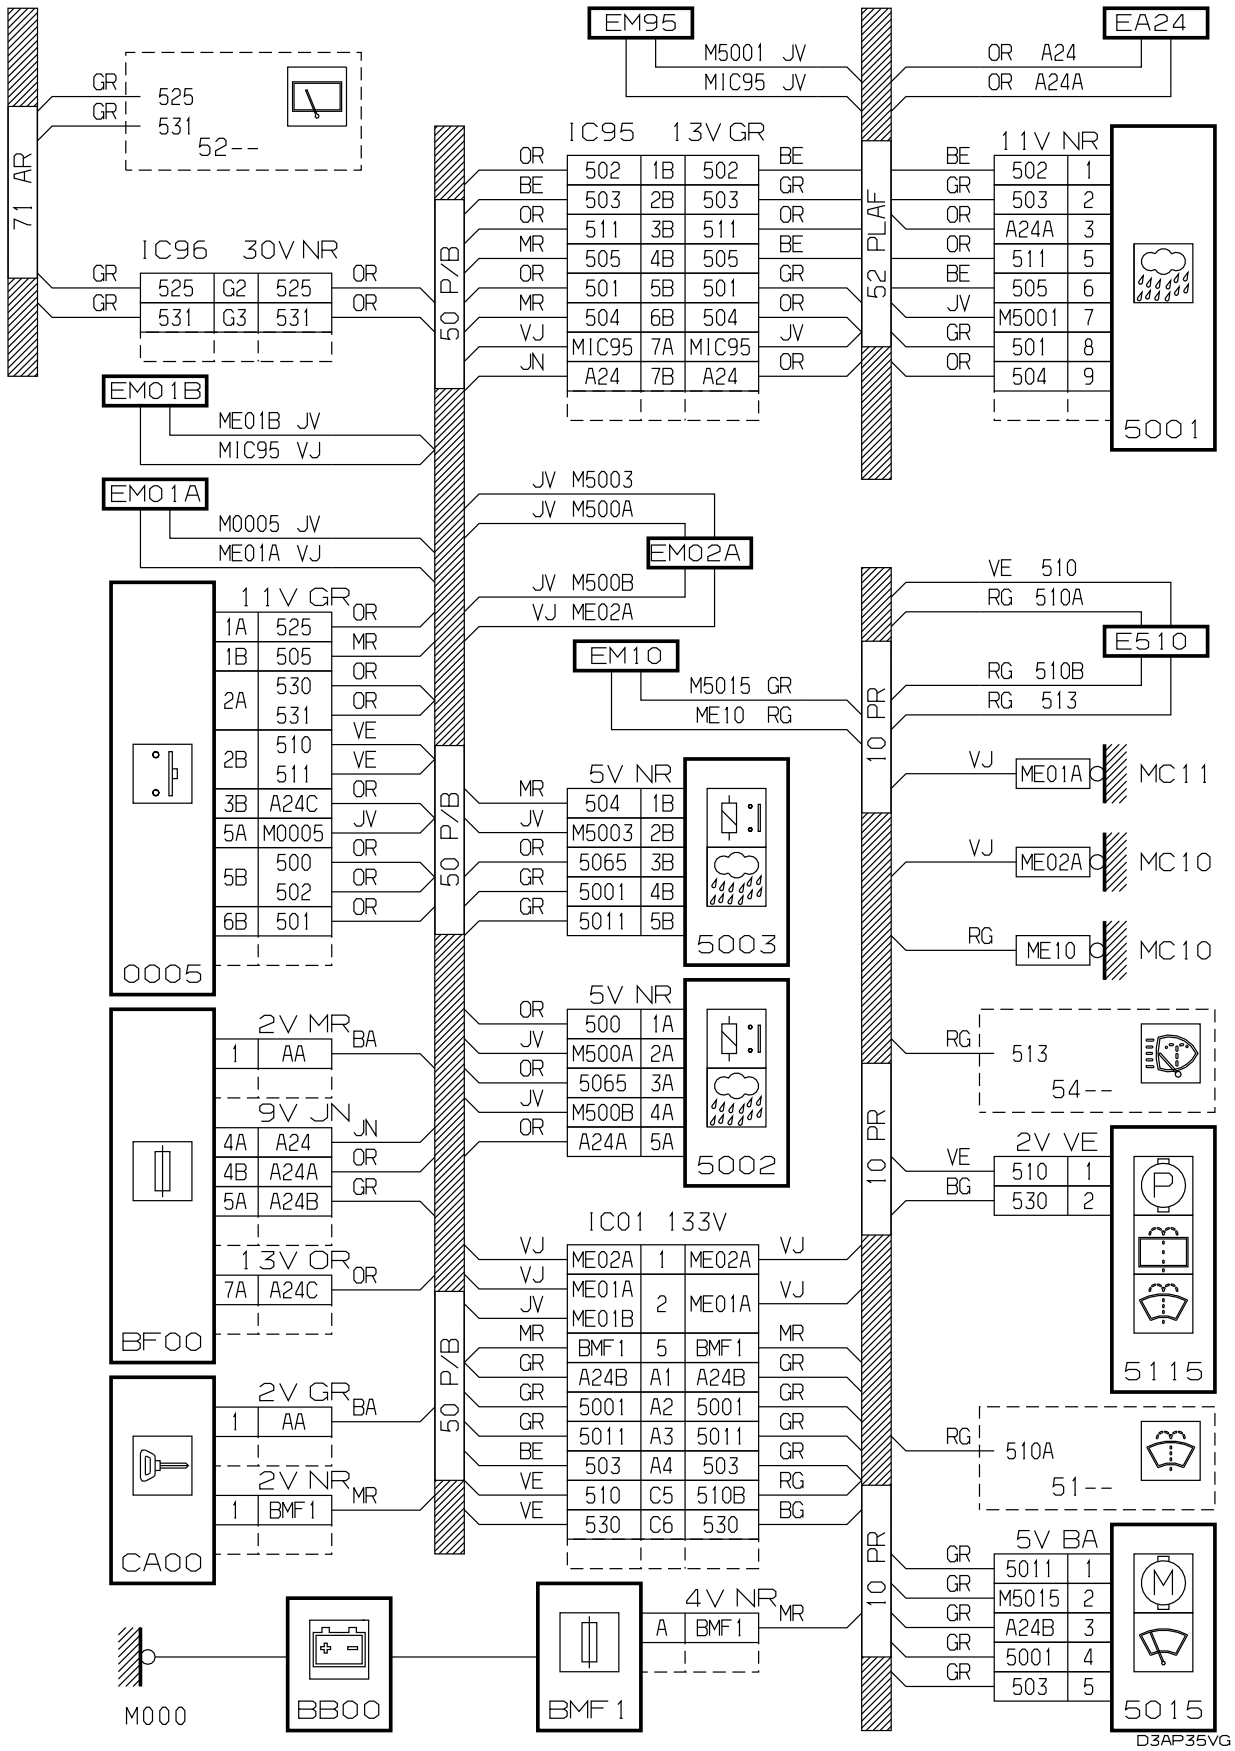 EM95
EA24
M5001 JV
MIC95 JV
OR A24
OR A24A
GR
525
GR
531
52--
71 AR
IC96 30V NR
GR 525 G2 525 OR
GR 531 G3 531 OR
50 P/B
IC95 13V GR
OR 502 1B 502 BE
BE 503 2B 503 GR
OR 511 3B 511 OR
MR 505 4B 505 BE
OR 501 5B 501 GR
MR 504 6B 504 OR
VJ MIC95 7A MIC95 JV
JN A24 7B A24 OR
52 PLAF
11V NR
BE 502 1
GR 503 2
OR A24A 3
OR 511 5
BE 505 6
JV M5001 7
GR 501 8
OR 504 9
5001
EM01B
ME01B JV
MIC95 VJ
EM01A
M0005 JV
ME01A VJ
JV M5003
JV M500A
EM02A
JV M500B
VJ ME02A
11V GR
1A 525 OR
1B 505 MR
2A 530 OR
531 OR
2B 510 VE
511 VE
3B A24C OR
5A M0005 JV
5B 500 OR
502 OR
6B 501 OR
0005
50 P/B
EM10
M5015 GR
ME10 RG
10 PR
VE 510
RG 510A
E510
RG 510B
RG 513
VJ ME01A MC11
VJ ME02A MC10
RG ME10 MC10
5V NR
MR 504 1B
JV M5003 2B
OR 5065 3B
GR 5001 4B
GR 5011 5B
5003
5V NR
OR 500 1A
JV M500A 2A
OR 5065 3A
JV M500B 4A
OR A24A 5A
5002
RG 513
54--
2V MR
1 AA BA
9V JN
4A A24 JN
4B A24A OR
5A A24B GR
13V OR
7A A24C OR
BF00
10 PR
2V VE
VE 510 1
BG 530 2
P
5115
IC01 133V
VJ ME02A 1 ME02A VJ
VJ ME01A 2 ME01A VJ
JV ME01B
MR BMF1 5 BMF1 MR
GR A24B A1 A24B GR
GR 5001 A2 5001 GR
GR 5011 A3 5011 GR
BE 503 A4 503 GR
VE 510 C5 510B RG
VE 530 C6 530 BG
50 P/B
2V GR
1 AA BA
2V NR
1 BMF1 MR
CA00
RG 510A
51--
10 PR
5V BA
GR 5011 1
GR M5015 2
GR A24B 3
GR 5001 4
GR 503 5
M
5015
M000
+ -
BB00
4V NR
A BMF1 MR
BMF1
D3AP35VG